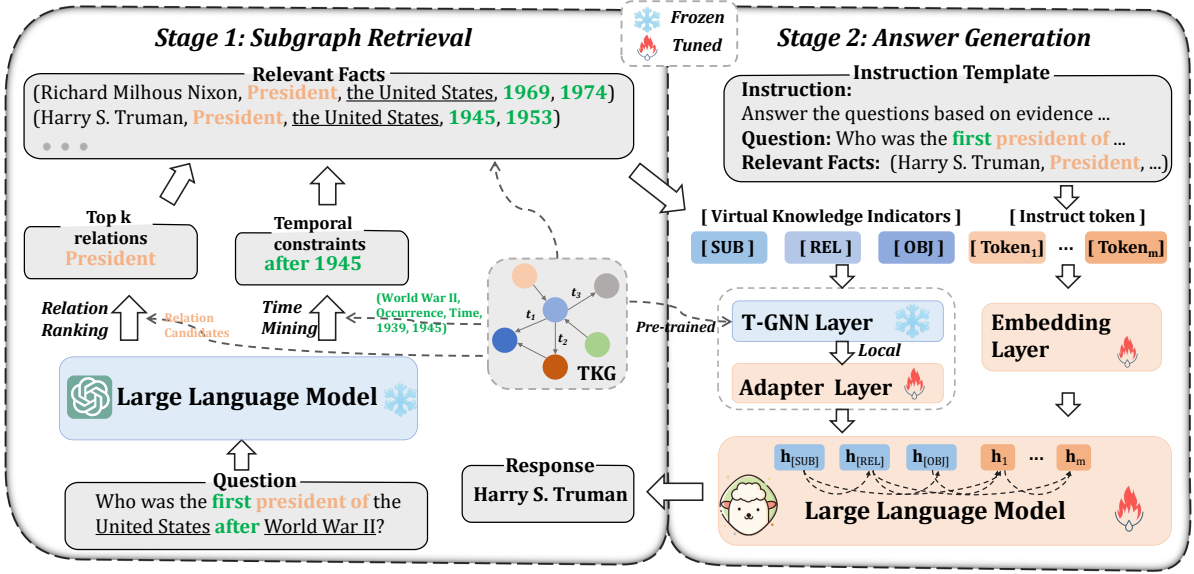 Stage 1: Subgraph Retrieval
Relevant Facts
(Richard Milhous Nixon, President, the United States, 1969, 1974)
(Harry S. Truman, President, the United States, 1945, 1953)
Top k
relations
President
Temporal
constraints
after 1945
Relation
Ranking
Relation
Candidates
Time
Mining
(World War II,
Occurrence, Time,
1939, 1945)
t1
t2
t3
TKG
Large Language Model
Question
Who was the first president of the
United States after World War II?
Frozen
Tuned
Stage 2: Answer Generation
Instruction Template
Instruction:
Answer the questions based on evidence ...
Question: Who was the first president of ...
Relevant Facts: (Harry S. Truman, President, ...)
[ Virtual Knowledge Indicators ]
[ Instruct token ]
[ SUB ]
[ REL ]
[ OBJ ]
[ Token1]
...
[ Tokenm]
Pre-trained
T-GNN Layer
Local
Adapter Layer
Embedding
Layer
h[SUB]
h[REL]
h[OBJ]
h1
...
hm
Large Language Model
Response
Harry S. Truman